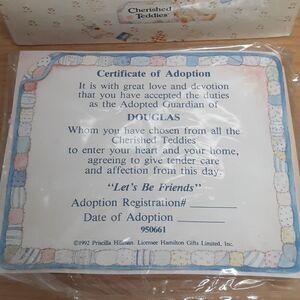 Cherished
Teddies
Certificate of Adoption
It is with great love and devotion
that you have accepted the duties
as the Adopted Guardian of
DOUGLAS
Whom you have chosen from all the
Cherished Teddies
to enter your heart and your home,
agreeing to give tender care
and affection from this day.
"Let's Be Friends"
Adoption Registration#
Date of Adoption
950661
©1992 Priscilla Hillman. Licensee Hamilton Gifts Limited, Inc.